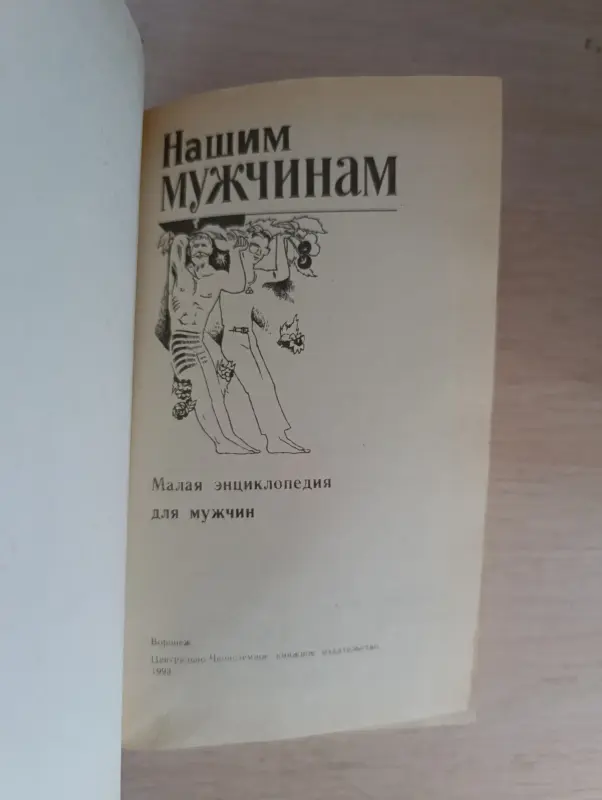 Нашим
мужчинам
Малая энциклопедия
для мужчин
Воронеж
Центрально-Черноземное книжное издательство